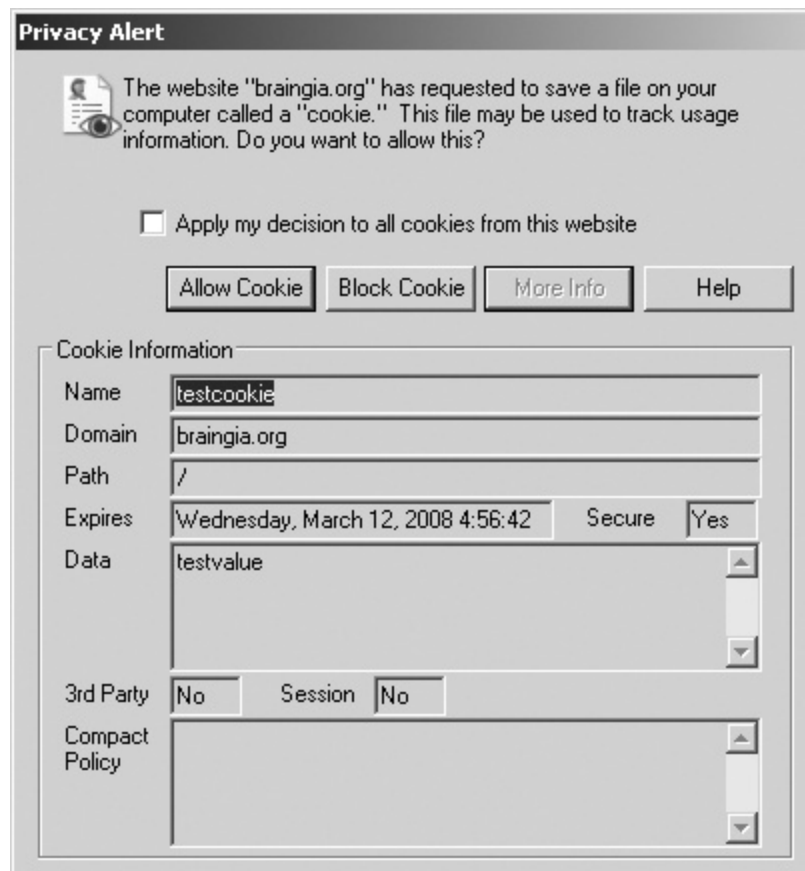 Privacy Alert
The website "braingia.org" has requested to save a file on your
computer called a "cookie."  This file may be used to track usage
information. Do you want to allow this?
Apply my decision to all cookies from this website
Allow Cookie Block Cookie More Info Help
Cookie Information
Name testcookie
Domain braingia.org
Path /
Expires Wednesday, March 12, 2008 4:56:42 Secure Yes
Data testvalue
3rd Party No Session No
Compact
Policy